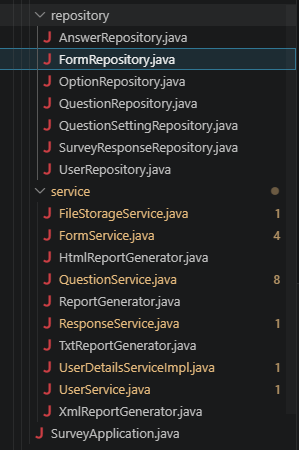 repository
AnswerRepository.java
FormRepository.java
OptionRepository.java
QuestionRepository.java
QuestionSettingRepository.java
SurveyResponseRepository.java
UserRepository.java
service
FileStorageService.java 1
FormService.java 4
HtmlReportGenerator.java
QuestionService.java 8
ReportGenerator.java
ResponseService.java 1
TxtReportGenerator.java
UserDetailsServiceImpl.java 1
UserService.java 1
XmlReportGenerator.java
SurveyApplication.java